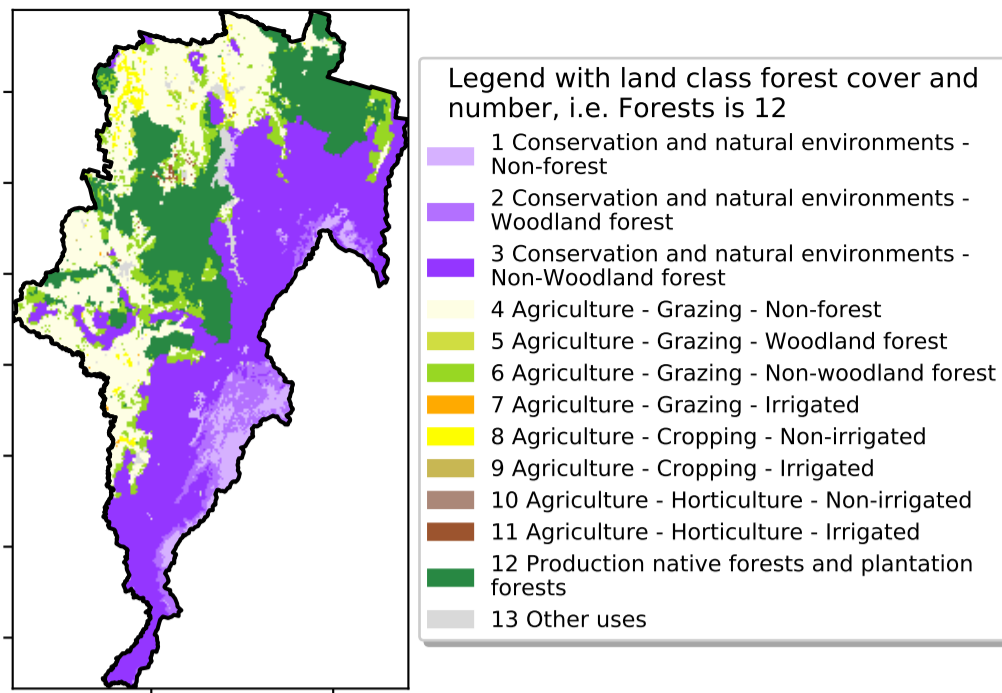 Legend with land class forest cover and
number, i.e. Forests is 12
1 Conservation and natural environments -
Non-forest
2 Conservation and natural environments -
Woodland forest
3 Conservation and natural environments -
Non-Woodland forest
4 Agriculture - Grazing - Non-forest
5 Agriculture - Grazing - Woodland forest
6 Agriculture - Grazing - Non-woodland forest
7 Agriculture - Grazing - Irrigated
8 Agriculture - Cropping - Non-irrigated
9 Agriculture - Cropping - Irrigated
10 Agriculture - Horticulture - Non-irrigated
11 Agriculture - Horticulture - Irrigated
12 Production native forests and plantation
forests
13 Other uses